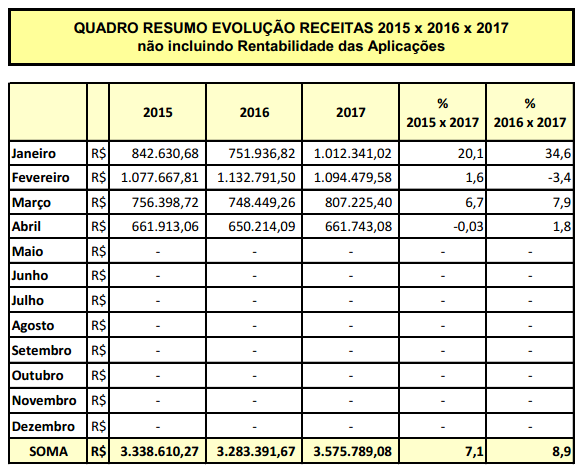 QUADRO RESUMO EVOLUÇÃO RECEITAS 2015 x 2016 x 2017
não incluindo Rentabilidade das Aplicações
2015 2016 2017 % 2015 x 2017 % 2016 x 2017
Janeiro R$ 842.630,68 751.936,82 1.012.341,02 20,1 34,6
Fevereiro R$ 1.077.667,81 1.132.791,50 1.094.479,58 1,6 -3,4
Março R$ 756.398,72 748.449,26 807.225,40 6,7 7,9
Abril R$ 661.913,06 650.214,09 661.743,08 -0,03 1,8
Maio R$ - - - - -
Junho R$ - - - - -
Julho R$ - - - - -
Agosto R$ - - - - -
Setembro R$ - - - - -
Outubro R$ - - - - -
Novembro R$ - - - - -
Dezembro R$ - - - - -
SOMA R$ 3.338.610,27 3.283.391,67 3.575.789,08 7,1 8,9